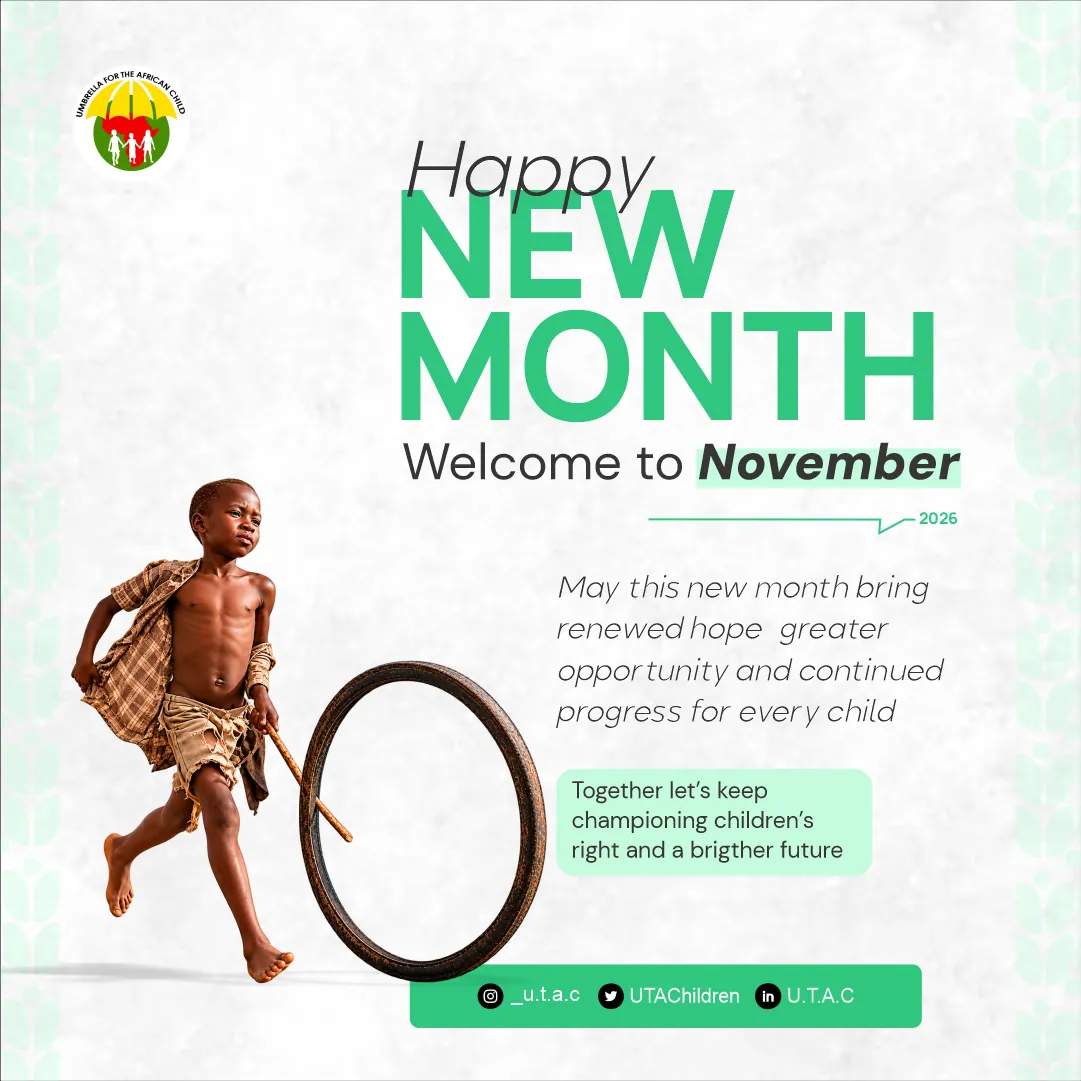 UMBRELLA FOR THE AFRICAN CHILD
Happy
NEW
MONTH
Welcome to November
2026
May this new month bring
renewed hope greater
opportunity and continued
progress for every child
Together let's keep
championing children's
right and a brigther future
_u.t.a.c UTAChildren in U.T.A.C